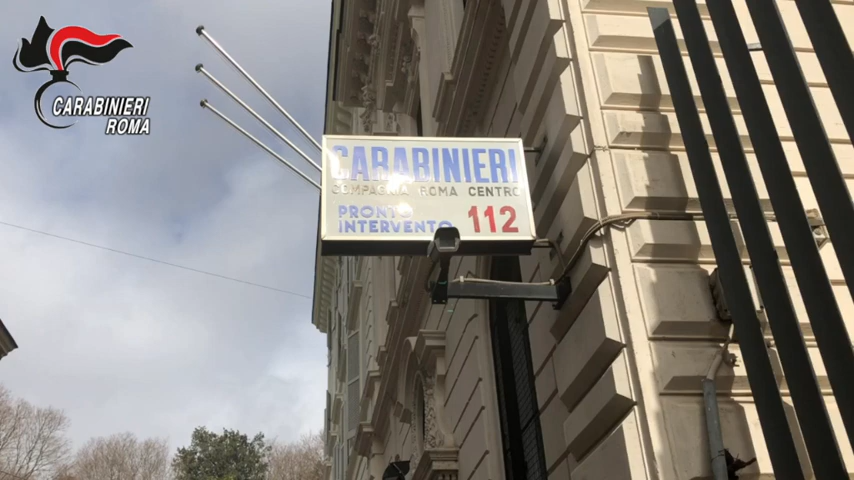 CARABINIERI
ROMA
CARABINIERI
COMPAGNIA ROMA CENTRO
PRONTO
INTERVENTO 112